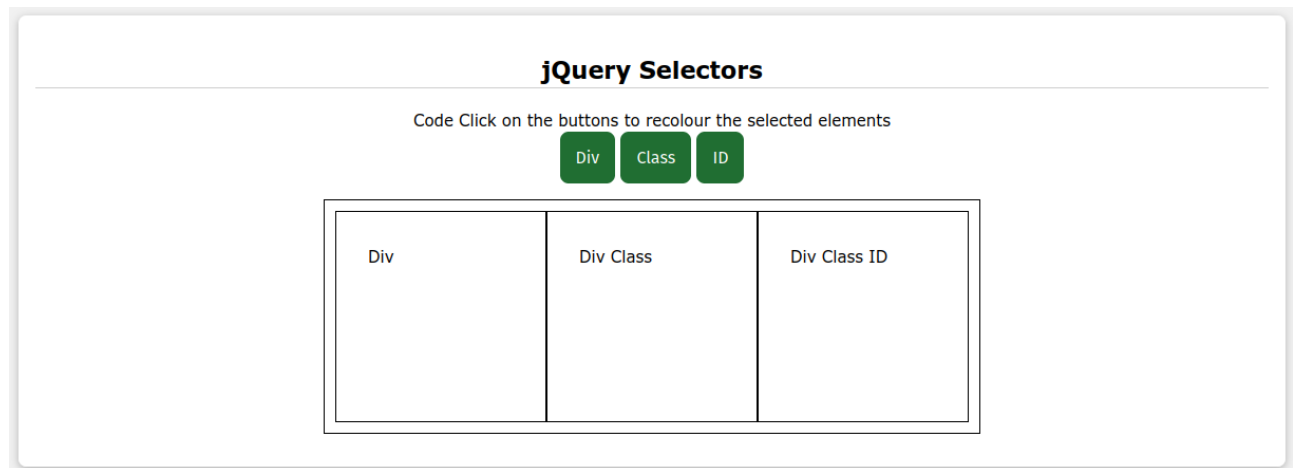 jQuery Selectors
Code Click on the buttons to recolour the selected elements
Div Class ID
Div Div Class Div Class ID